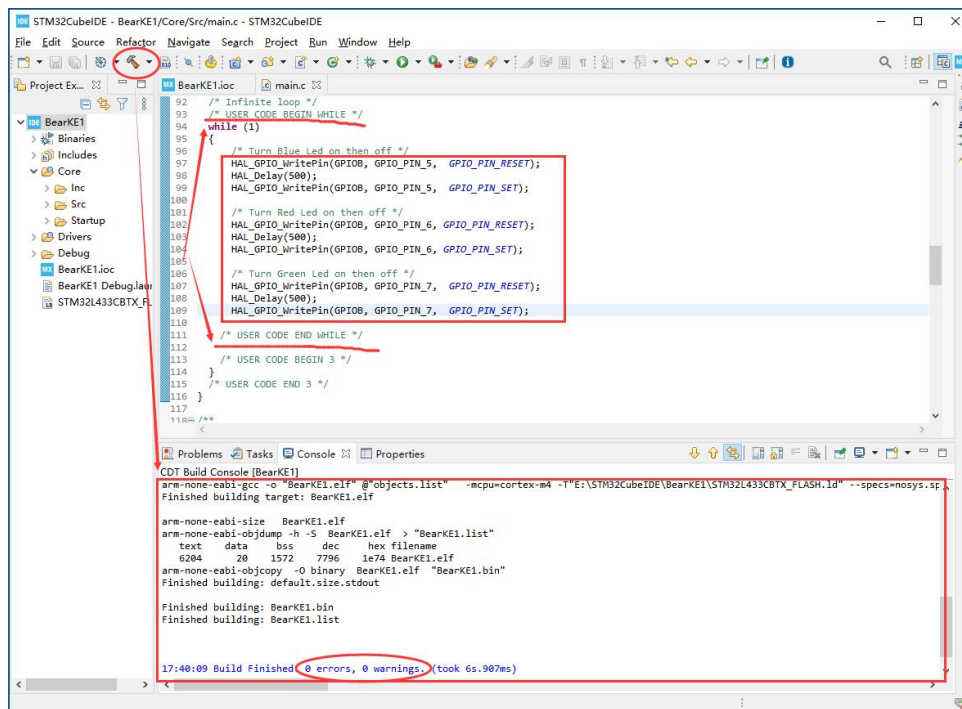 STM32CubeIDE - BearKE1/Core/Src/main.c - STM32CubeIDE
File Edit Source Refactor Navigate Search Project Run Window Help
Project Ex...
BearKE1.ioc
main.c
BearKE1
Binaries
Includes
Core
Inc
Src
Startup
Drivers
Debug
BearKE1.ioc
BearKE1 Debug.laun
STM32L433CBTX_FL
92 /* Infinite loop */
93 /* USER CODE BEGIN WHILE */
94 while (1)
95 {
96 /* Turn Blue Led on then off */
97 HAL_GPIO_WritePin(GPIOB, GPIO_PIN_5, GPIO_PIN_RESET);
98 HAL_Delay(500);
99 HAL_GPIO_WritePin(GPIOB, GPIO_PIN_5, GPIO_PIN_SET);
100
101 /* Turn Red Led on then off */
102 HAL_GPIO_WritePin(GPIOB, GPIO_PIN_6, GPIO_PIN_RESET);
103 HAL_Delay(500);
104 HAL_GPIO_WritePin(GPIOB, GPIO_PIN_6, GPIO_PIN_SET);
105
106 /* Turn Green Led on then off */
107 HAL_GPIO_WritePin(GPIOB, GPIO_PIN_7, GPIO_PIN_RESET);
108 HAL_Delay(500);
109 HAL_GPIO_WritePin(GPIOB, GPIO_PIN_7, GPIO_PIN_SET);
110
111 /* USER CODE END WHILE */
112
113 /* USER CODE BEGIN 3 */
114 }
115 /* USER CODE END 3 */
116 }
117
118 /**
Problems Tasks Console Properties
CDT Build Console [BearKE1]
arm-none-eabi-gcc -o "BearKE1.elf" @"objects.list" -mcpu=cortex-m4 -T"E:\STM32CubeIDE\BearKE1\STM32L433CBTX_FLASH.ld" --specs=nosys.sp
Finished building target: BearKE1.elf
arm-none-eabi-size BearKE1.elf
arm-none-eabi-objdump -h -S BearKE1.elf > "BearKE1.list"
text data bss dec hex filename
6204 20 1572 7796 1e74 BearKE1.elf
arm-none-eabi-objcopy -O binary BearKE1.elf "BearKE1.bin"
Finished building: default.size.stdout
Finished building: BearKE1.bin
Finished building: BearKE1.list
17:40:09 Build Finished. 0 errors, 0 warnings. (took 6s.907ms)